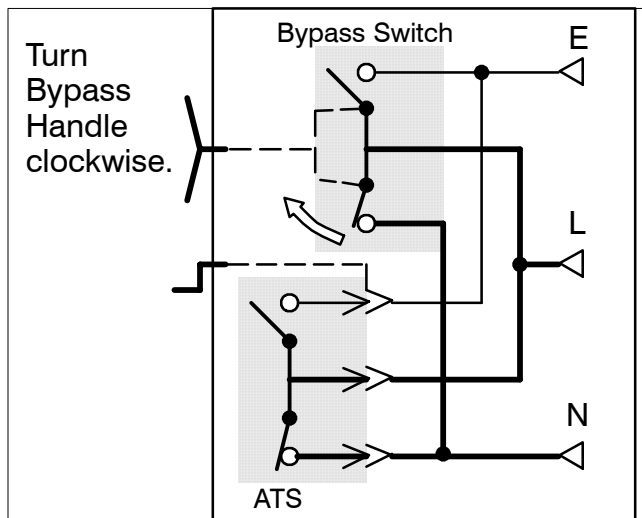 Turn
Bypass
Handle
clockwise.
Bypass Switch
E
L
N
ATS